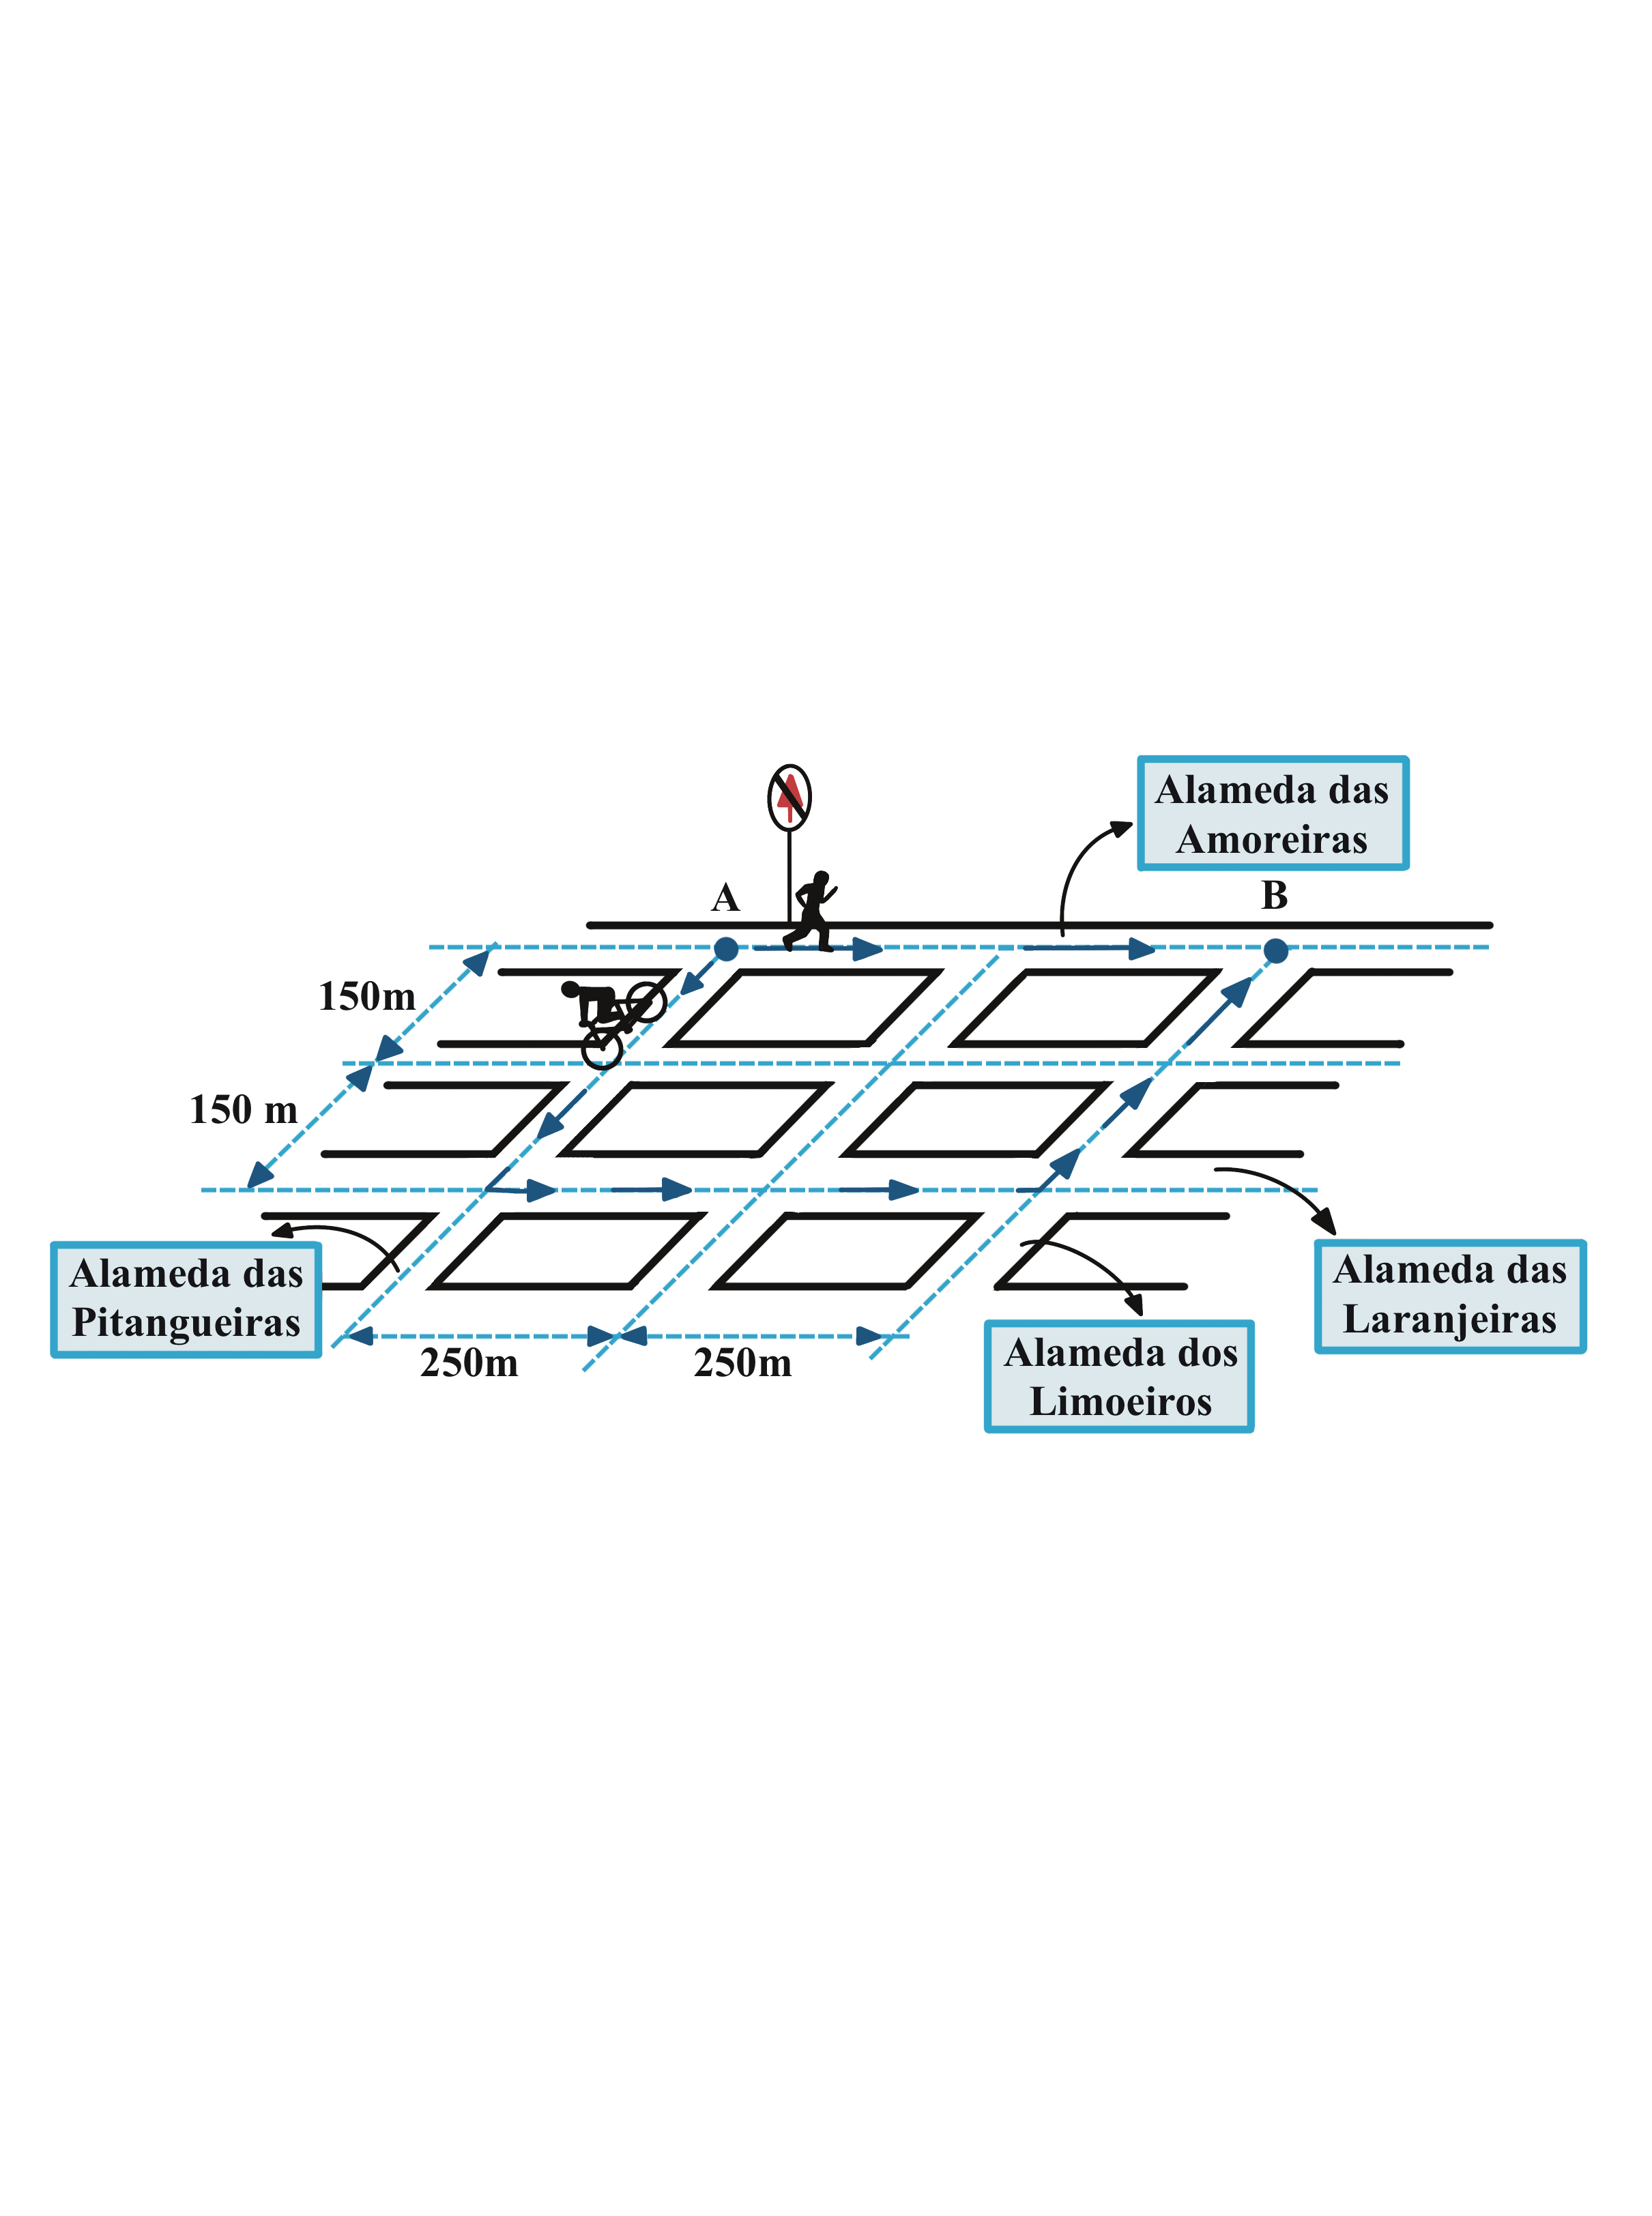 Alameda das
Amoreiras
A
B
150m
150 m
Alameda das
Pitangueiras
Alameda das
Laranjeiras
250m
250m
Alameda dos
Limoeiros